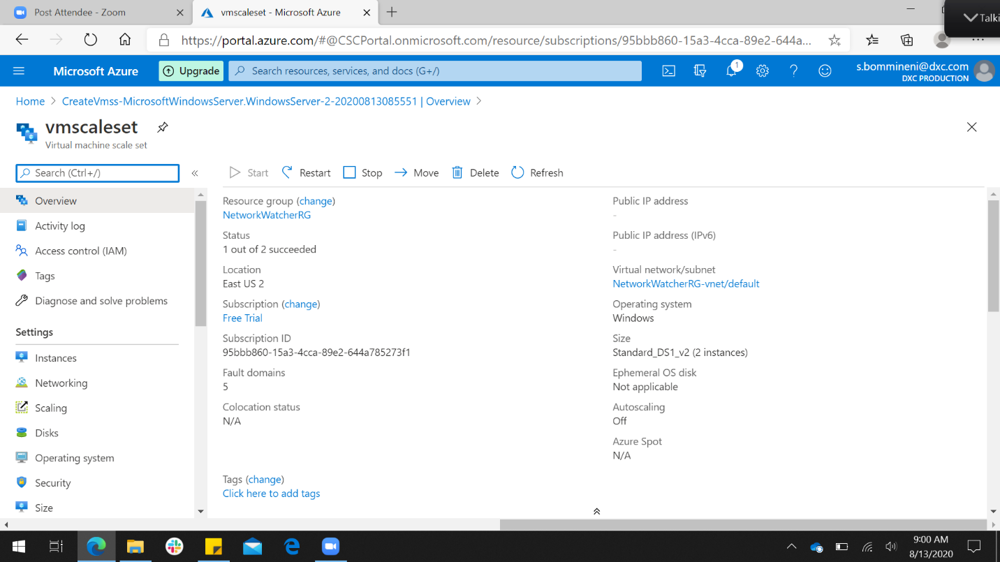 Post Attendee - Zoom
vmscaleset - Microsoft Azure
Talki
https://portal.azure.com/#@CSCPortal.onmicrosoft.com/resource/subscriptions/95bbb860-15a3-4cca-89e2-644a...
Microsoft Azure
Upgrade
Search resources, services, and docs (G+/)
1
s.bommineni@dxc.com
DXC PRODUCTION
Home > CreateVmss-MicrosoftWindowsServer.WindowsServer-2-20200813085551 | Overview >
vmscaleset
Virtual machine scale set
Search (Ctrl+/)
«
Start
Restart
Stop
Move
Delete
Refresh
Overview
Activity log
Access control (IAM)
Tags
Diagnose and solve problems
Settings
Instances
Networking
Scaling
Disks
Operating system
Security
Size
Resource group (change)
NetworkWatcherRG
Status
1 out of 2 succeeded
Location
East US 2
Subscription (change)
Free Trial
Subscription ID
95bbb860-15a3-4cca-89e2-644a785273f1
Fault domains
5
Colocation status
N/A
Public IP address
-
Public IP address (IPv6)
-
Virtual network/subnet
NetworkWatcherRG-vnet/default
Operating system
Windows
Size
Standard_DS1_v2 (2 instances)
Ephemeral OS disk
Not applicable
Autoscaling
Off
Azure Spot
N/A
Tags (change)
Click here to add tags
9:00 AM
8/13/2020